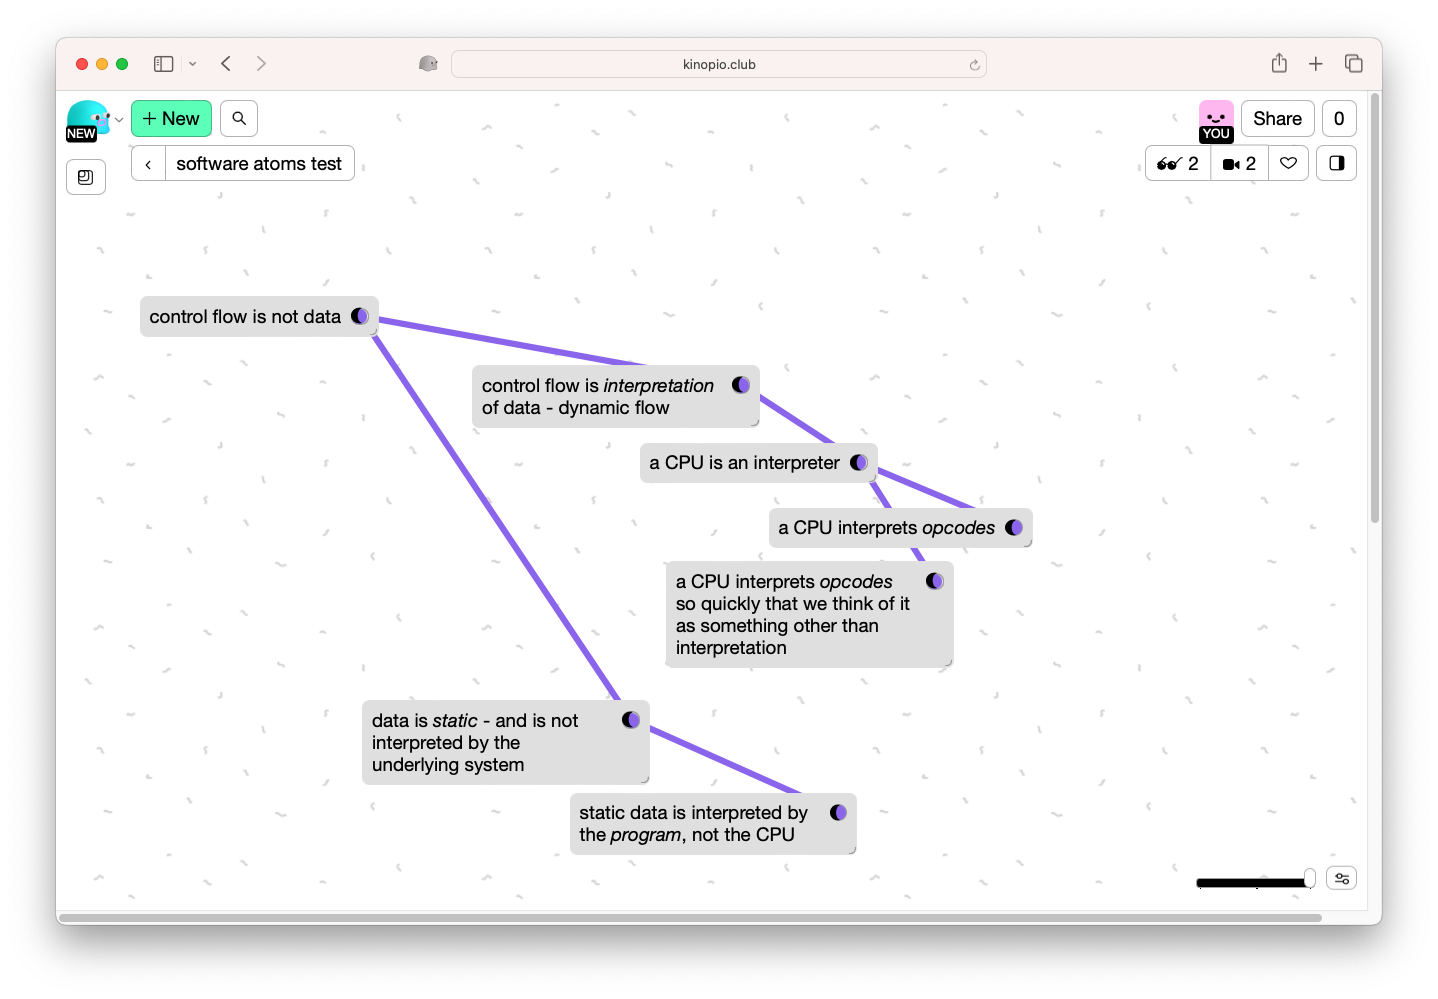 kinopio.club
NEW
+ New
YOU
Share
0
software atoms test
2
2
control flow is not data
control flow is interpretation
of data - dynamic flow
a CPU is an interpreter
a CPU interprets opcodes
a CPU interprets opcodes
so quickly that we think of it
as something other than
interpretation
data is static - and is not
interpreted by the
underlying system
static data is interpreted by
the program, not the CPU